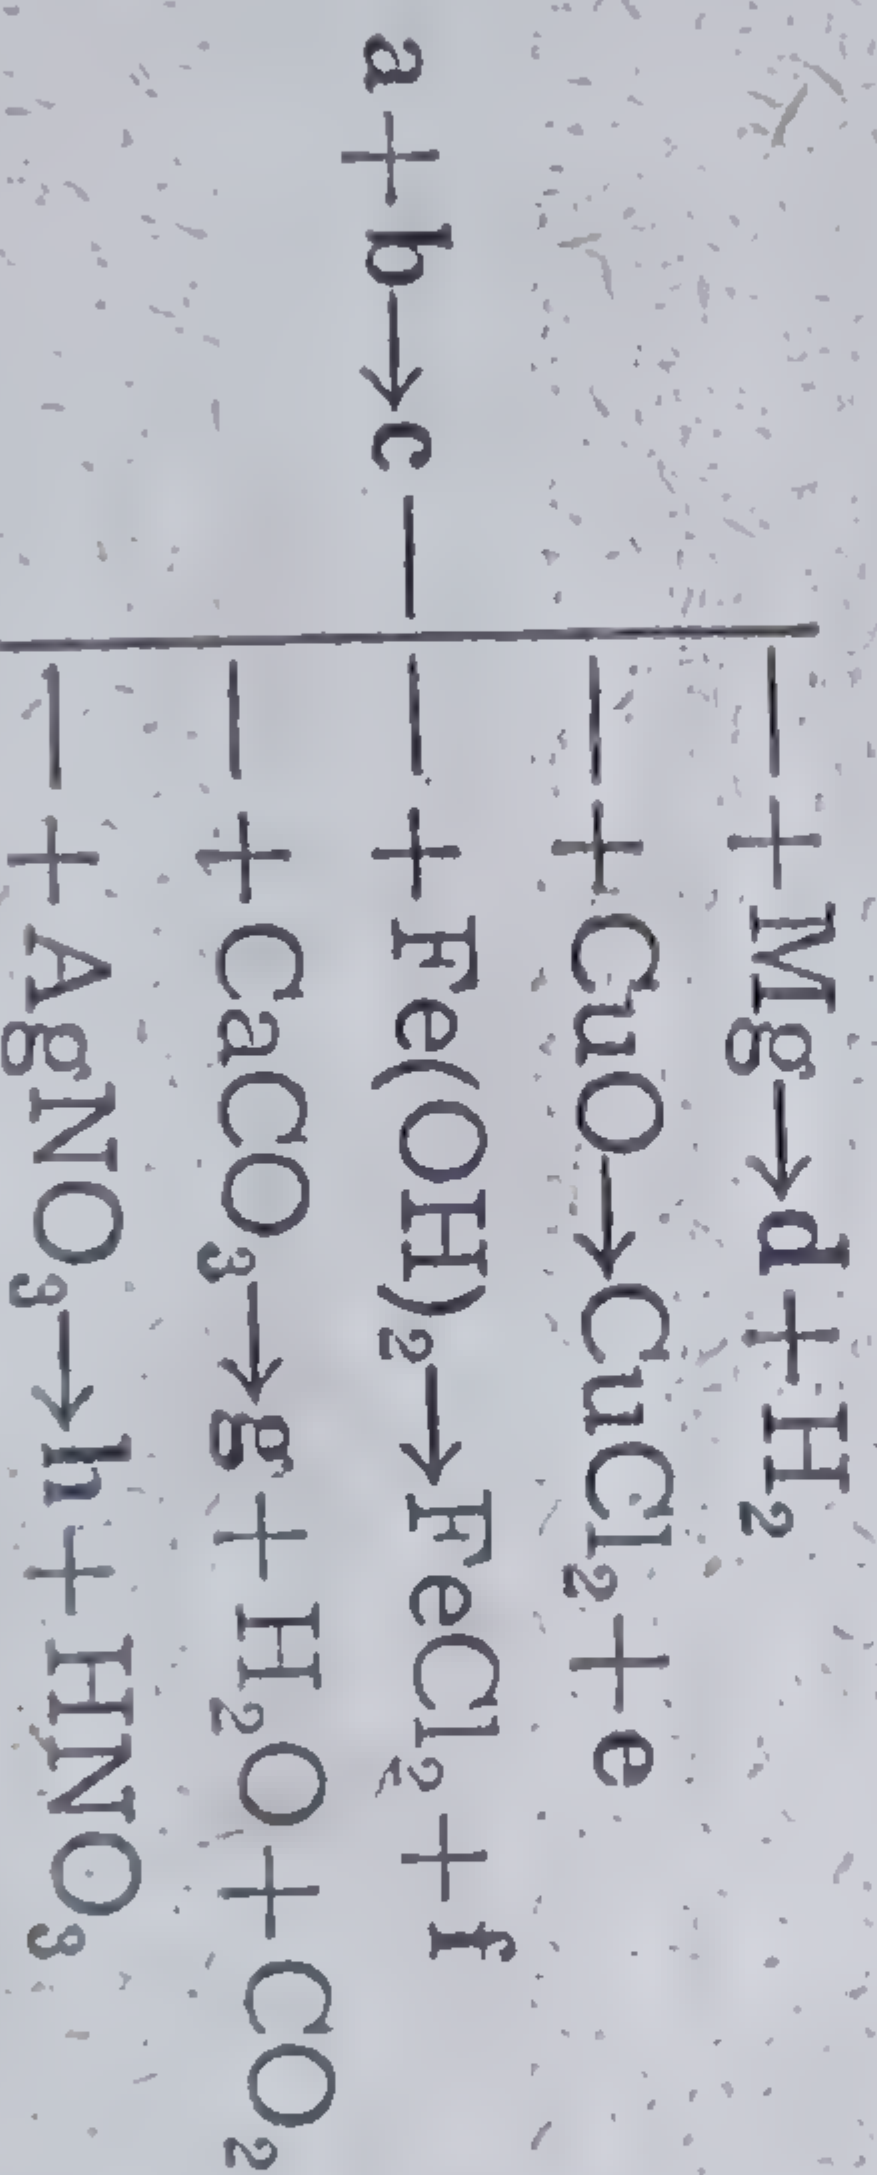 — + Mg → d + H₂
— + CuO → CuCl₂ + e
a + b → c — — + Fe(OH)₂ → FeCl₂ + f
— + CaCO₃ → g + H₂O + CO₂
— + AgNO₃ → h + HNO₃